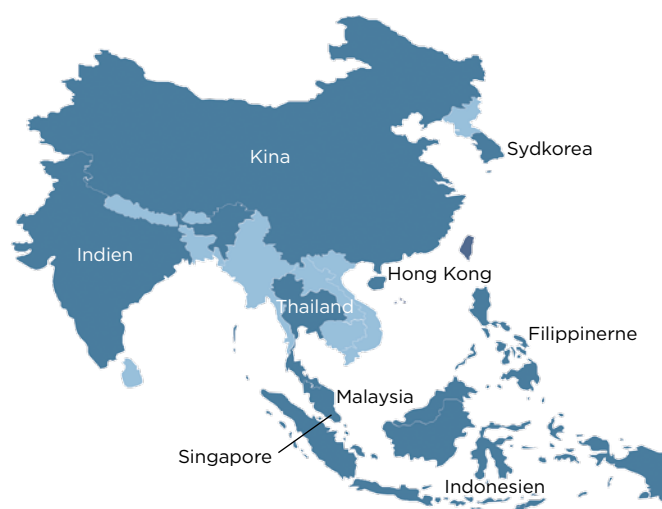 Kina
Sydkorea
Indien
Hong Kong
Thailand
Filippinerne
Malaysia
Singapore
Indonesien